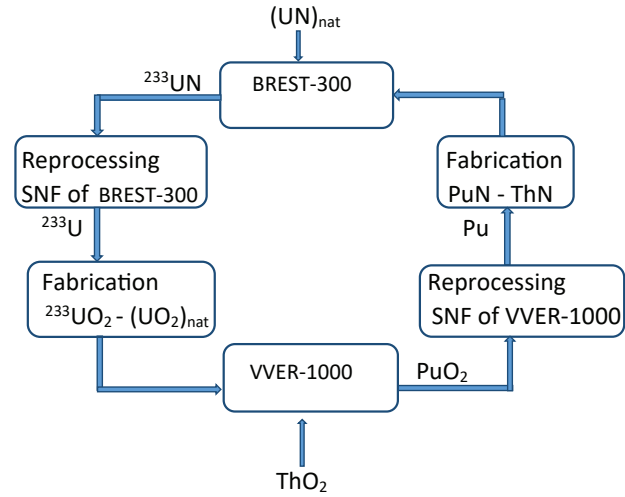 (UN)nat
²³³UN
BREST-300
Reprocessing
SNF of BREST-300
Fabrication
PuN - ThN
²³³U
Pu
Fabrication
²³³UO₂ - (UO₂)nat
Reprocessing
SNF of VVER-1000
VVER-1000
PuO₂
ThO₂